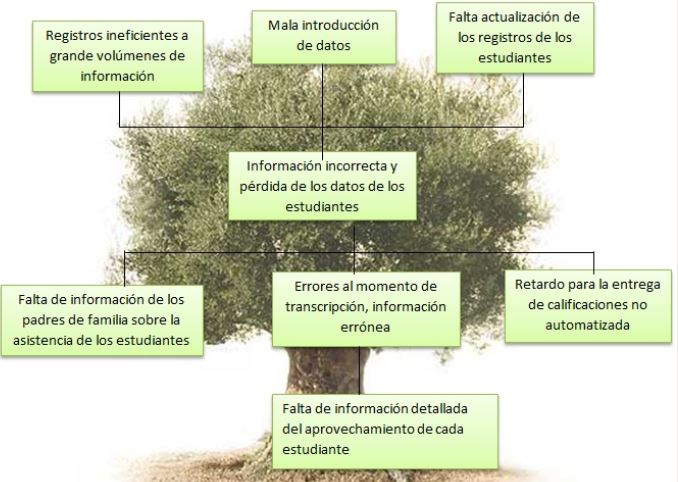 Registros ineficientes a
grande volúmenes de
información
Mala introducción
de datos
Falta actualización de
los registros de los
estudiantes
Información incorrecta y
pérdida de los datos de los
estudiantes
Falta de información de los
padres de familia sobre la
asistencia de los estudiantes
Errores al momento de
transcripción, información
errónea
Retardo para la entrega
de calificaciones no
automatizada
Falta de información detallada
del aprovechamiento de cada
estudiante